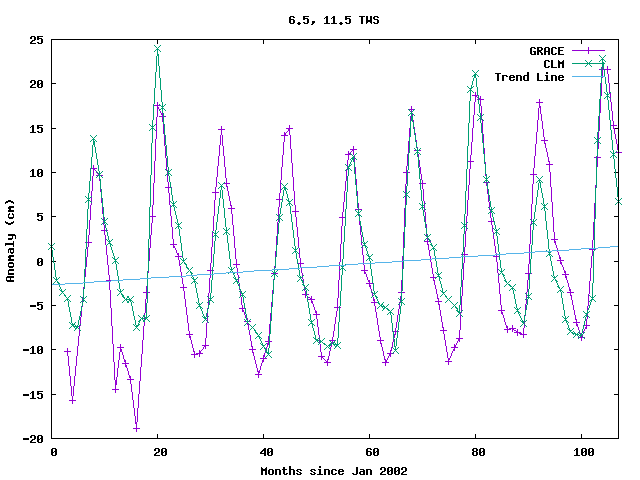 6.5, 11.5 TWS
GRACE
CLM
Trend Line
25
20
15
10
5
0
-5
-10
-15
-20
Anomaly (cm)
0 20 40 60 80 100
Months since Jan 2002